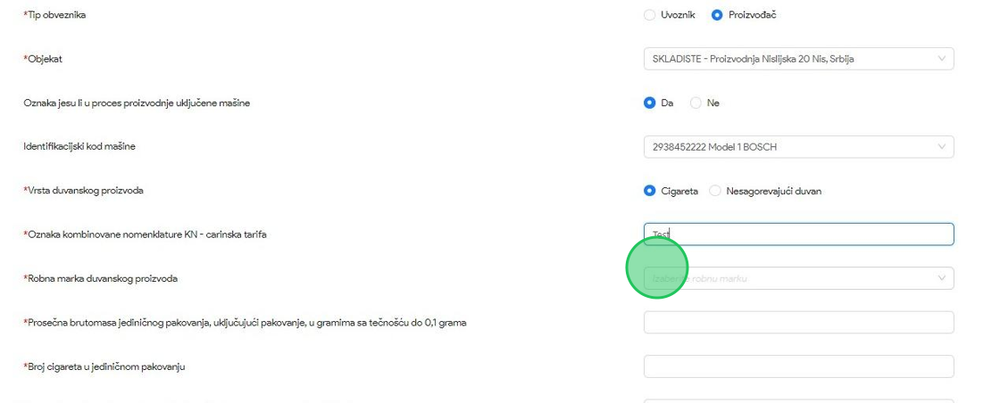 *Tip obveznika Uvoznik Proizvođač
*Objekat SKLADISTE - Proizvodnja Nislijska 20 Nis, Srbija
Oznaka jesu li u proces proizvodnje uključene mašine Da Ne
Identifikacijski kod mašine 2938452222 Model 1 BOSCH
*Vrsta duvanskog proizvoda Cigareta Nesagorevajući duvan
*Oznaka kombinovane nomenklature KN - carinska tarifa Test
*Robna marka duvanskog proizvoda Izaberite robnu marku
*Prosečna brutomasa jediničnog pakovanja, uključujući pakovanje, u gramima sa tečnošću do 0,1 grama
*Broj cigareta u jediničnom pakovanju